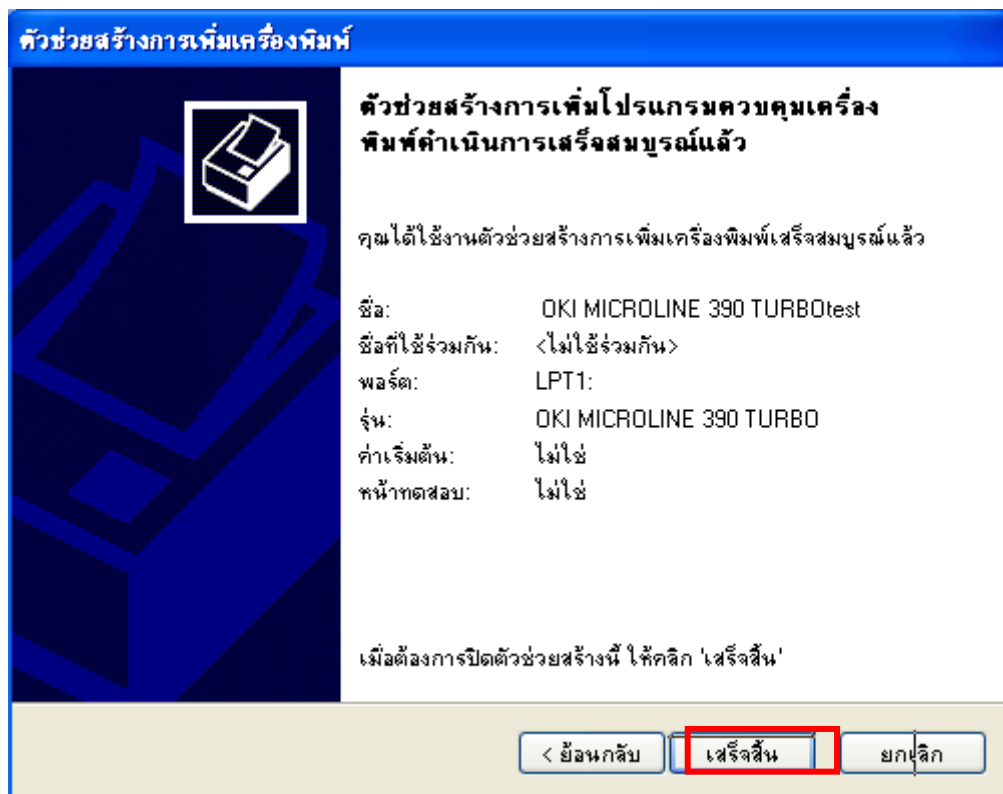 ตัวช่วยสร้างการเพิ่มเครื่องพิมพ์
ตัวช่วยสร้างการเพิ่มโปรแกรมควบคุมเครื่อง
พิมพ์ดำเนินการเสร็จสมบูรณ์แล้ว
คุณได้ใช้งานตัวช่วยสร้างการเพิ่มเครื่องพิมพ์เสร็จสมบูรณ์แล้ว
ชื่อ: OKI MICROLINE 390 TURBOtest
ชื่อที่ใช้ร่วมกัน: <ไม่ใช้ร่วมกัน>
พอร์ต: LPT1:
รุ่น: OKI MICROLINE 390 TURBO
ค่าเริ่มต้น: ไม่ใช่
หน้าทดสอบ: ไม่ใช่
เมื่อต้องการปิดตัวช่วยสร้างนี้ ให้คลิก 'เสร็จสิ้น'
< ย้อนกลับ เสร็จสิ้น ยกเลิก